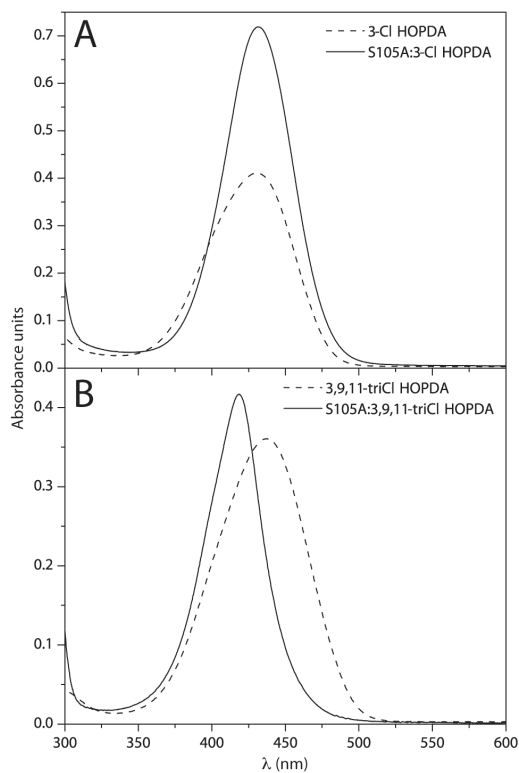 A
3-Cl HOPDA
S105A:3-Cl HOPDA
0.7
0.6
0.5
0.4
0.3
0.2
0.1
0.0
Absorbance units
B
3,9,11-triCl HOPDA
S105A:3,9,11-triCl HOPDA
0.4
0.3
0.2
0.1
0.0
300 350 400 450 500 550 600
λ (nm)